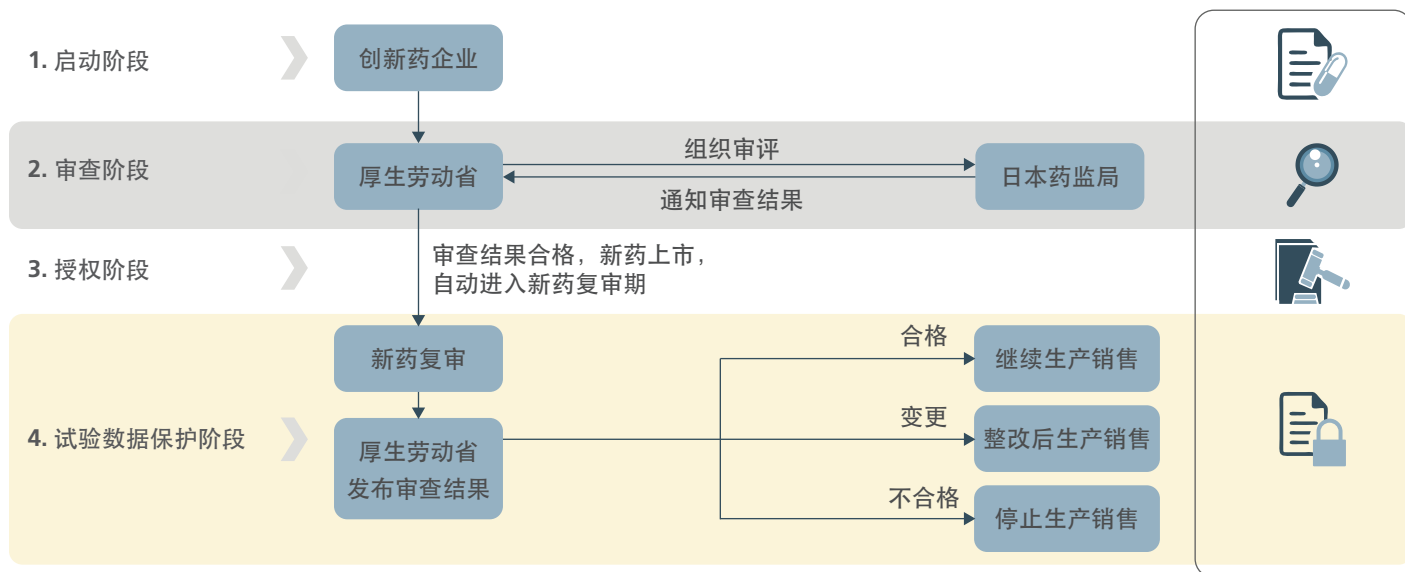 1. 启动阶段
创新药企业
2. 审查阶段
厚生劳动省
组织审评
通知审查结果
日本药监局
3. 授权阶段
审查结果合格，新药上市，
自动进入新药复审期
4. 试验数据保护阶段
新药复审
厚生劳动省
发布审查结果
合格
继续生产销售
变更
整改后生产销售
不合格
停止生产销售